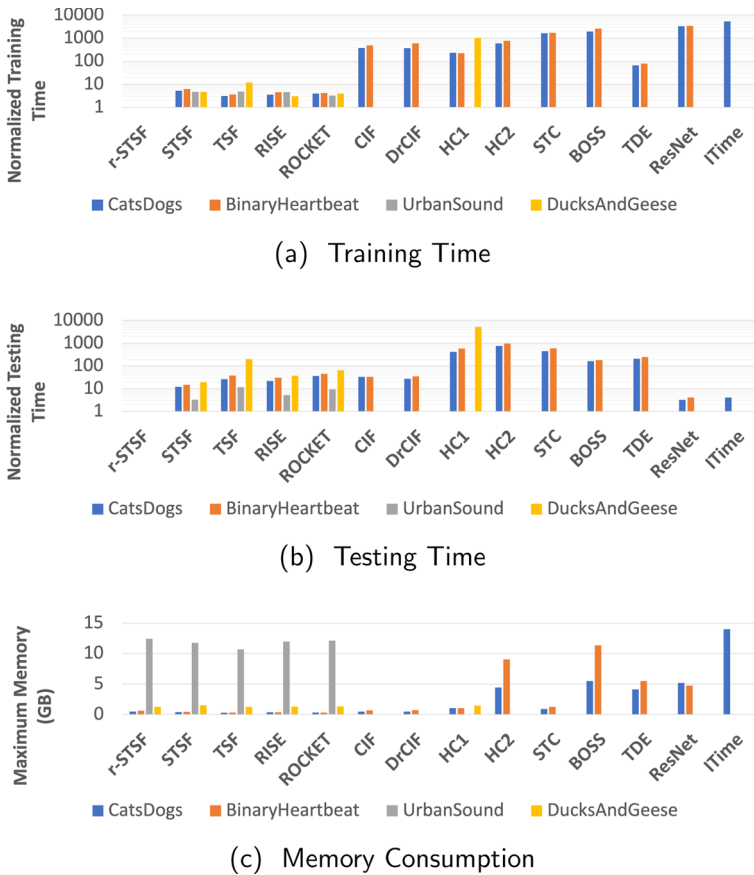 Normalized Training
Time
10000
1000
100
10
1
r-STSF
STSF
TSF
RISE
ROCKET
CIF
DrCIF
HC1
HC2
STC
BOSS
TDE
ResNet
ITime
CatsDogs BinaryHeartbeat UrbanSound DucksAndGeese
(a) Training Time
Normalized Testing
Time
10000
1000
100
10
1
r-STSF
STSF
TSF
RISE
ROCKET
CIF
DrCIF
HC1
HC2
STC
BOSS
TDE
ResNet
ITime
CatsDogs BinaryHeartbeat UrbanSound DucksAndGeese
(b) Testing Time
Maximum Memory
(GB)
15
10
5
0
r-STSF
STSF
TSF
RISE
ROCKET
CIF
DrCIF
HC1
HC2
STC
BOSS
TDE
ResNet
ITime
CatsDogs BinaryHeartbeat UrbanSound DucksAndGeese
(c) Memory Consumption